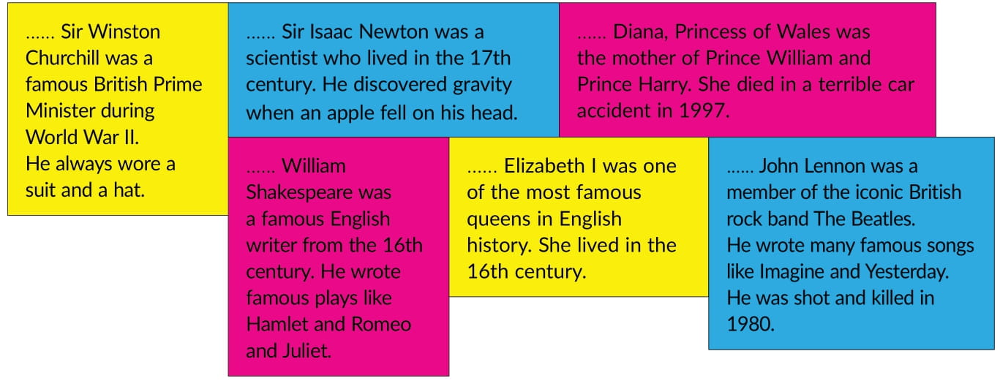 ...... Sir Winston
Churchill was a
famous British Prime
Minister during
World War II.
He always wore a
suit and a hat.
...... Sir Isaac Newton was a
scientist who lived in the 17th
century. He discovered gravity
when an apple fell on his head.
...... Diana, Princess of Wales was
the mother of Prince William and
Prince Harry. She died in a terrible car
accident in 1997.
...... William
Shakespeare was
a famous English
writer from the 16th
century. He wrote
famous plays like
Hamlet and Romeo
and Juliet.
...... Elizabeth I was one
of the most famous
queens in English
history. She lived in the
16th century.
...... John Lennon was a
member of the iconic British
rock band The Beatles.
He wrote many famous songs
like Imagine and Yesterday.
He was shot and killed in
1980.